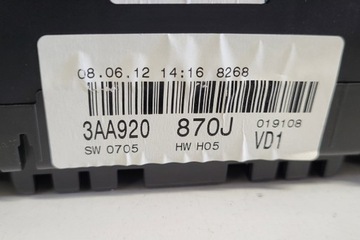 08.06.12 14:16 8268
3AA920 870J 019108
SW 0705 HW H05 VD1